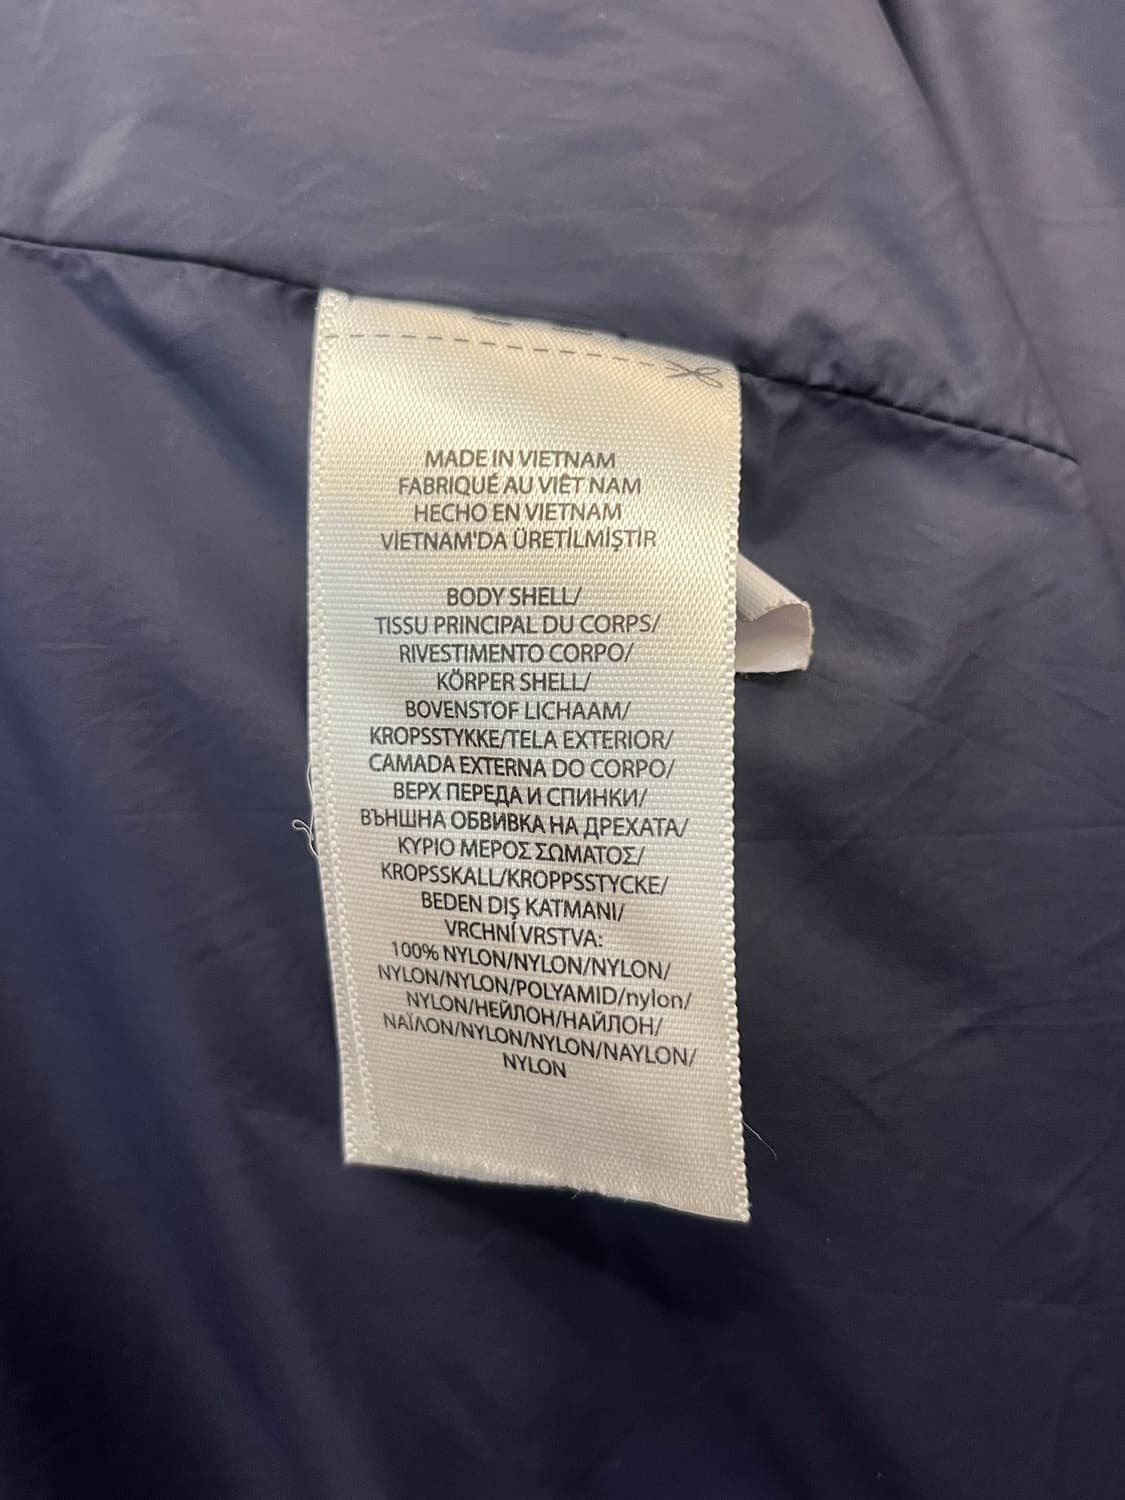 MADE IN VIETNAM
FABRIQUÉ AU VIÊT NAM
HECHO EN VIETNAM
VİETNAM'DA ÜRETİLMİŞTİR
BODY SHELL/
TISSU PRINCIPAL DU CORPS/
RIVESTIMENTO CORPO/
KÖRPER SHELL/
BOVENSTOF LICHAAM/
KROPSSTYKKE/TELA EXTERIOR/
CAMADA EXTERNA DO CORPO/
ВЕРХ ПЕРЕДА И СПИНКИ/
ВЪНШНА ОБВИВКА НА ДРЕХАТА/
ΚΥΡΙΟ ΜΕΡΟΣ ΣΩΜΑΤΟΣ/
KROPSSKALL/KROPPSSTYCKE/
BEDEN DIŞ KATMANI/
VRCHNÍ VRSTVA:
100% NYLON/NYLON/NYLON/
NYLON/NYLON/POLYAMID/nylon/
NYLON/НЕЙЛОН/НАЙЛОН/
ΝΑΪΛΟΝ/NYLON/NYLON/NAYLON/
NYLON